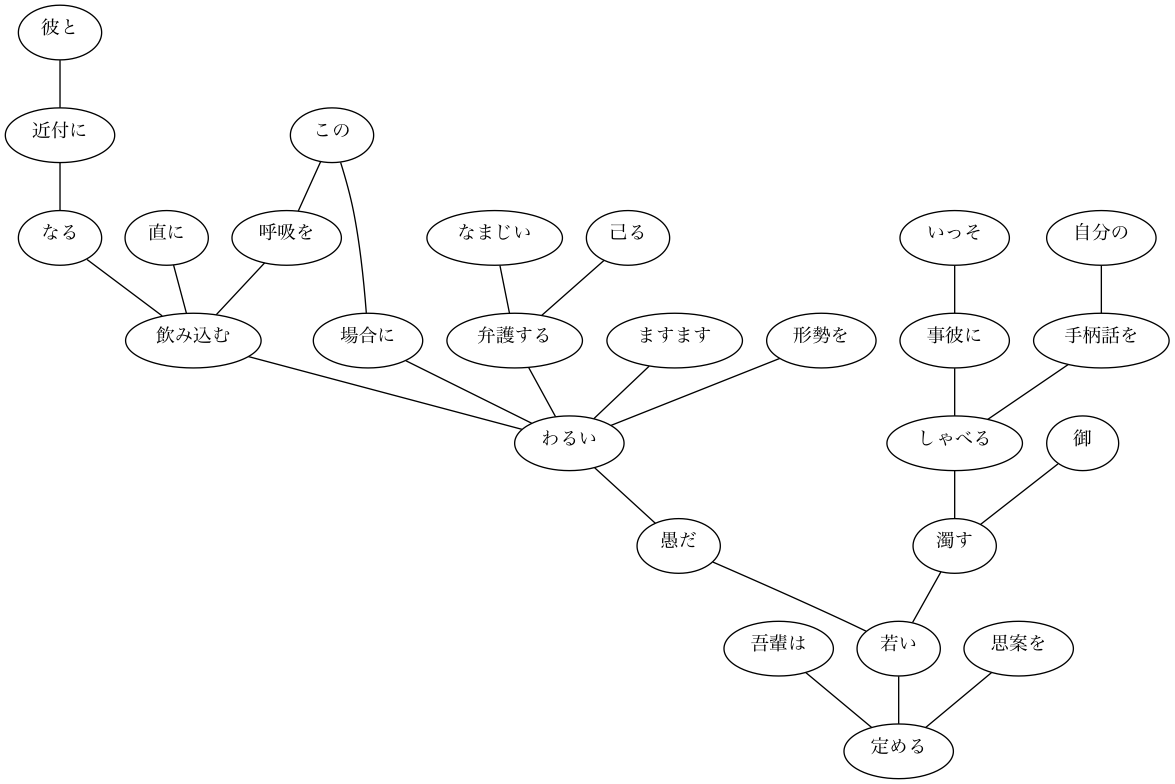 彼と
近付に
この
なる
直に
呼吸を
なまじい
己る
いっそ
自分の
飲み込む
場合に
弁護する
ますます
形勢を
事彼に
手柄話を
わるい
しゃべる
御
愚だ
濁す
吾輩は
若い
思案を
定める